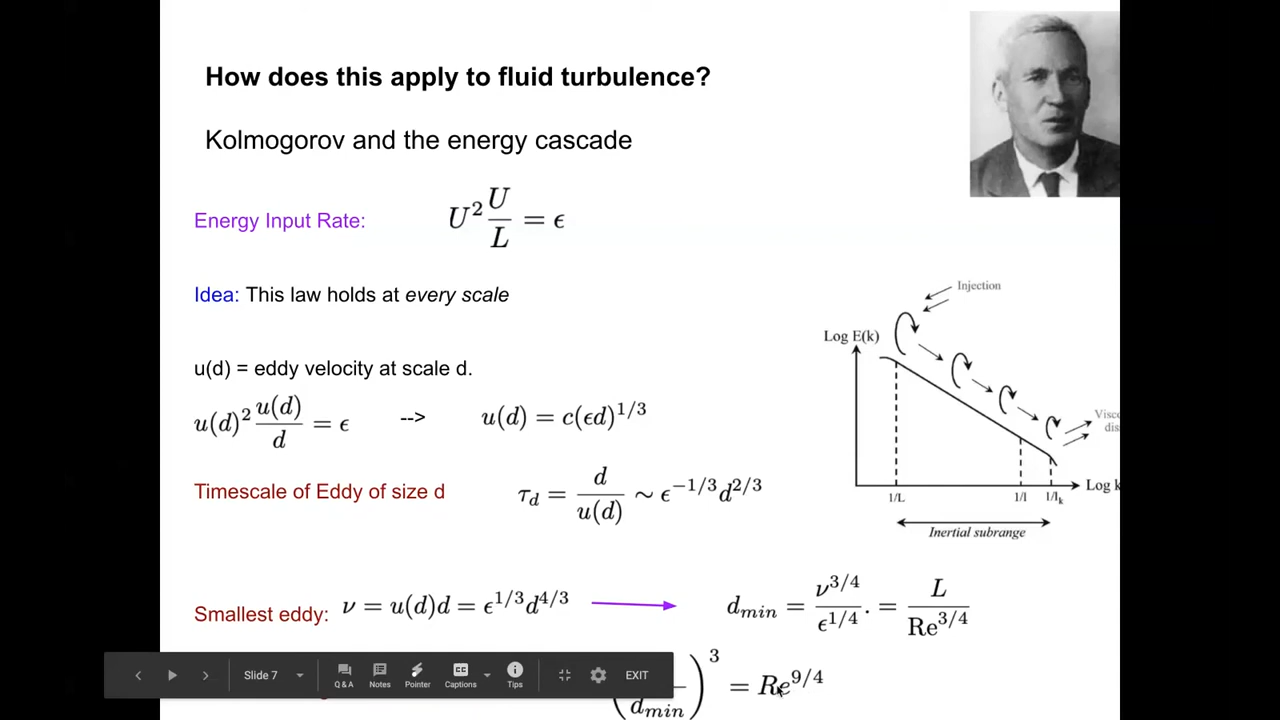 How does this apply to fluid turbulence?
Kolmogorov and the energy cascade
Energy Input Rate: U² U/L = ϵ
Idea: This law holds at every scale
u(d) = eddy velocity at scale d.
u(d)² u(d)/d = ϵ --> u(d) = c(ϵd)^1/3
Timescale of Eddy of size d τ_d = d/u(d) ∼ ϵ^−1/3 d^2/3
Injection
Log E(k)
Log k
1/L 1/l 1/l_k
Inertial subrange
Smallest eddy: ν = u(d)d = ϵ^1/3 d^4/3 d_min = ν^3/4/ϵ^1/4 . = L/Re^3/4
d_min )³ = Re^9/4
Slide 7 Q & A Notes Pointer Captions Tips EXIT